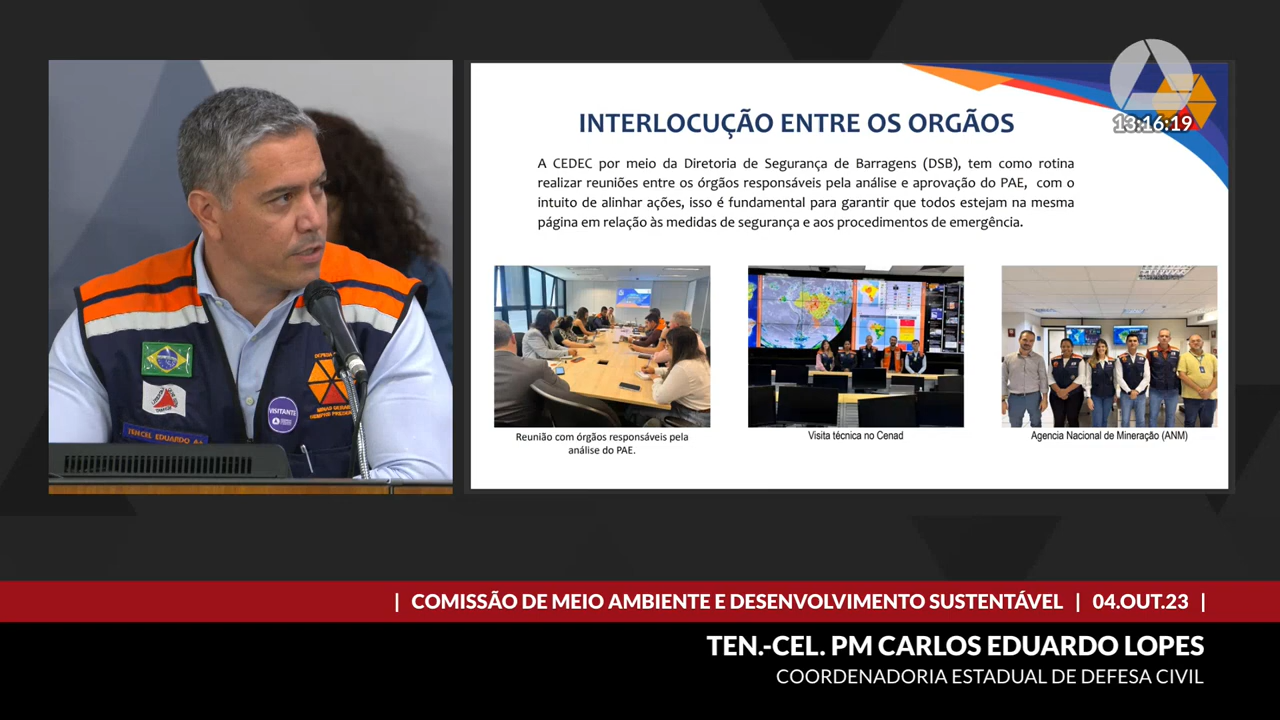 13:16:19
INTERLOCUÇÃO ENTRE OS ORGÃOS
A CEDEC por meio da Diretoria de Segurança de Barragens (DSB), tem como rotina
realizar reuniões entre os órgãos responsáveis pela análise e aprovação do PAE, com o
intuito de alinhar ações, isso é fundamental para garantir que todos estejam na mesma
página em relação às medidas de segurança e aos procedimentos de emergência.
Reunião com órgãos responsáveis pela
análise do PAE.
Visita técnica no Cenad
Agencia Nacional de Mineração (ANM)
VISITANTE
TEN CEL EDUARDO
| COMISSÃO DE MEIO AMBIENTE E DESENVOLVIMENTO SUSTENTÁVEL | 04.OUT.23 |
TEN.-CEL. PM CARLOS EDUARDO LOPES
COORDENADORIA ESTADUAL DE DEFESA CIVIL